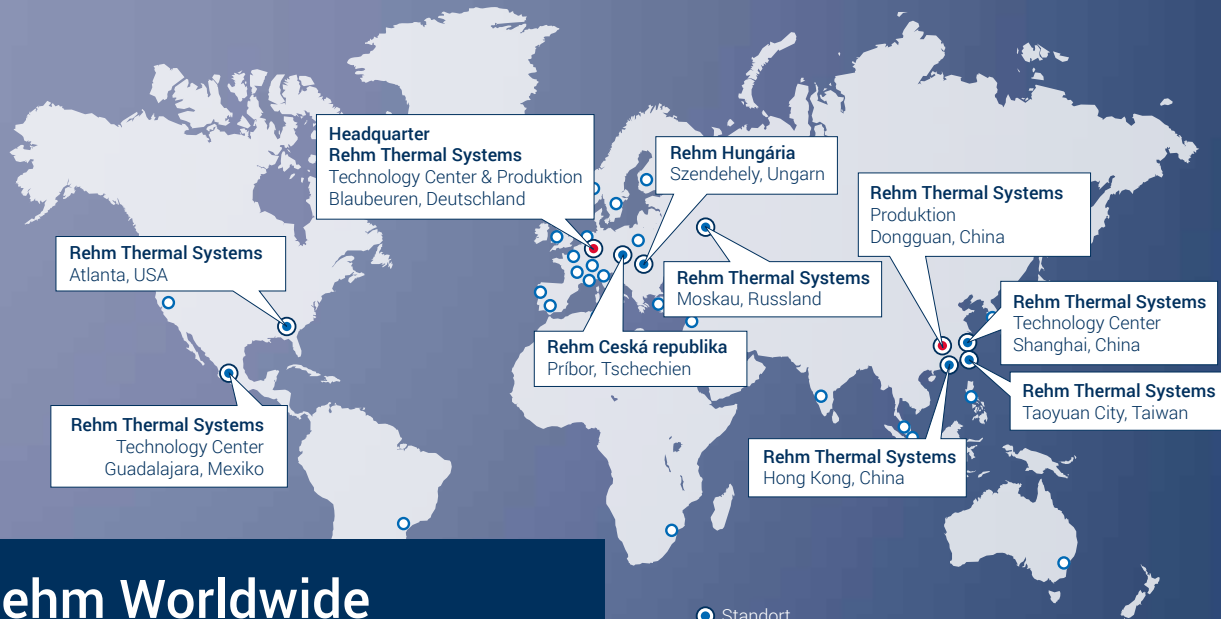 Headquarter
Rehm Thermal Systems
Technology Center & Produktion
Blaubeuren, Deutschland
Rehm Hungária
Szendehely, Ungarn
Rehm Thermal Systems
Produktion
Dongguan, China
Rehm Thermal Systems
Atlanta, USA
Rehm Thermal Systems
Moskau, Russland
Rehm Thermal Systems
Technology Center
Shanghai, China
Rehm Ceská republika
Príbor, Tschechien
Rehm Thermal Systems
Taoyuan City, Taiwan
Rehm Thermal Systems
Technology Center
Guadalajara, Mexiko
Rehm Thermal Systems
Hong Kong, China
ehm Worldwide
Standort